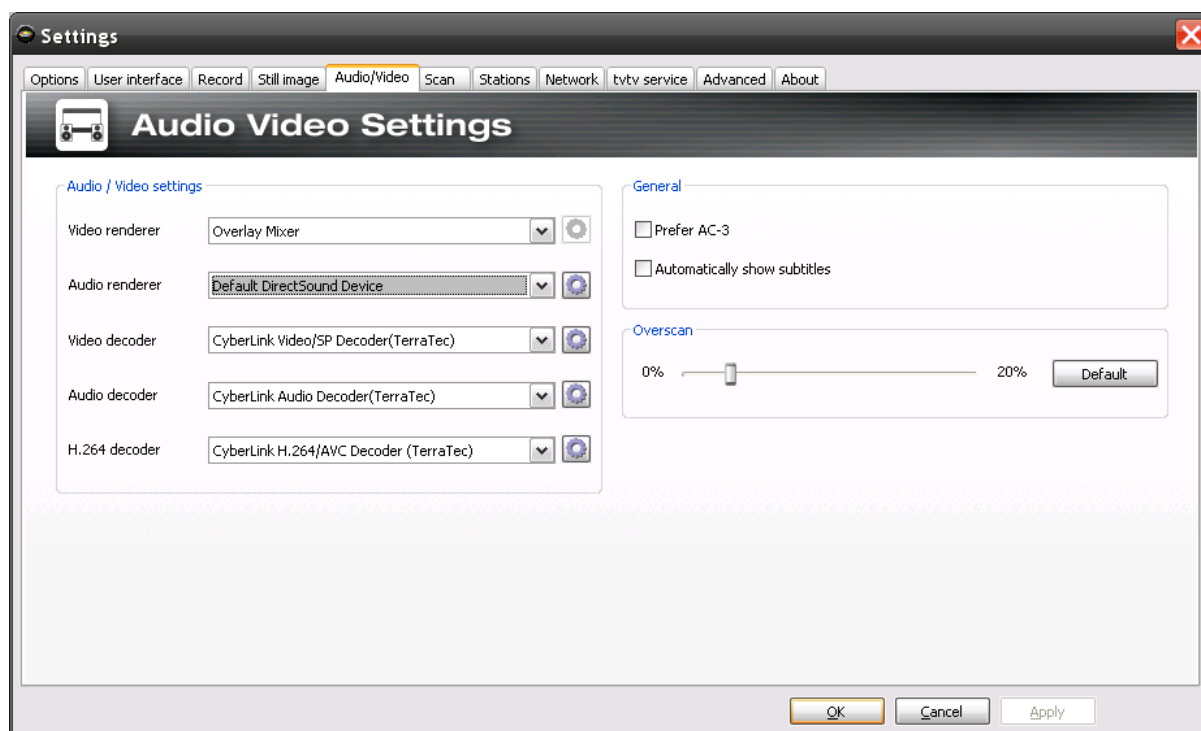 Settings
Options User interface Record Still image Audio/Video Scan Stations Network tvtv service Advanced About
Audio Video Settings
Audio / Video settings
Video renderer Overlay Mixer
Audio renderer Default DirectSound Device
Video decoder CyberLink Video/SP Decoder(TerraTec)
Audio decoder CyberLink Audio Decoder(TerraTec)
H.264 decoder CyberLink H.264/AVC Decoder (TerraTec)
General
Prefer AC-3
Automatically show subtitles
Overscan
0% 20% Default
OK Cancel Apply